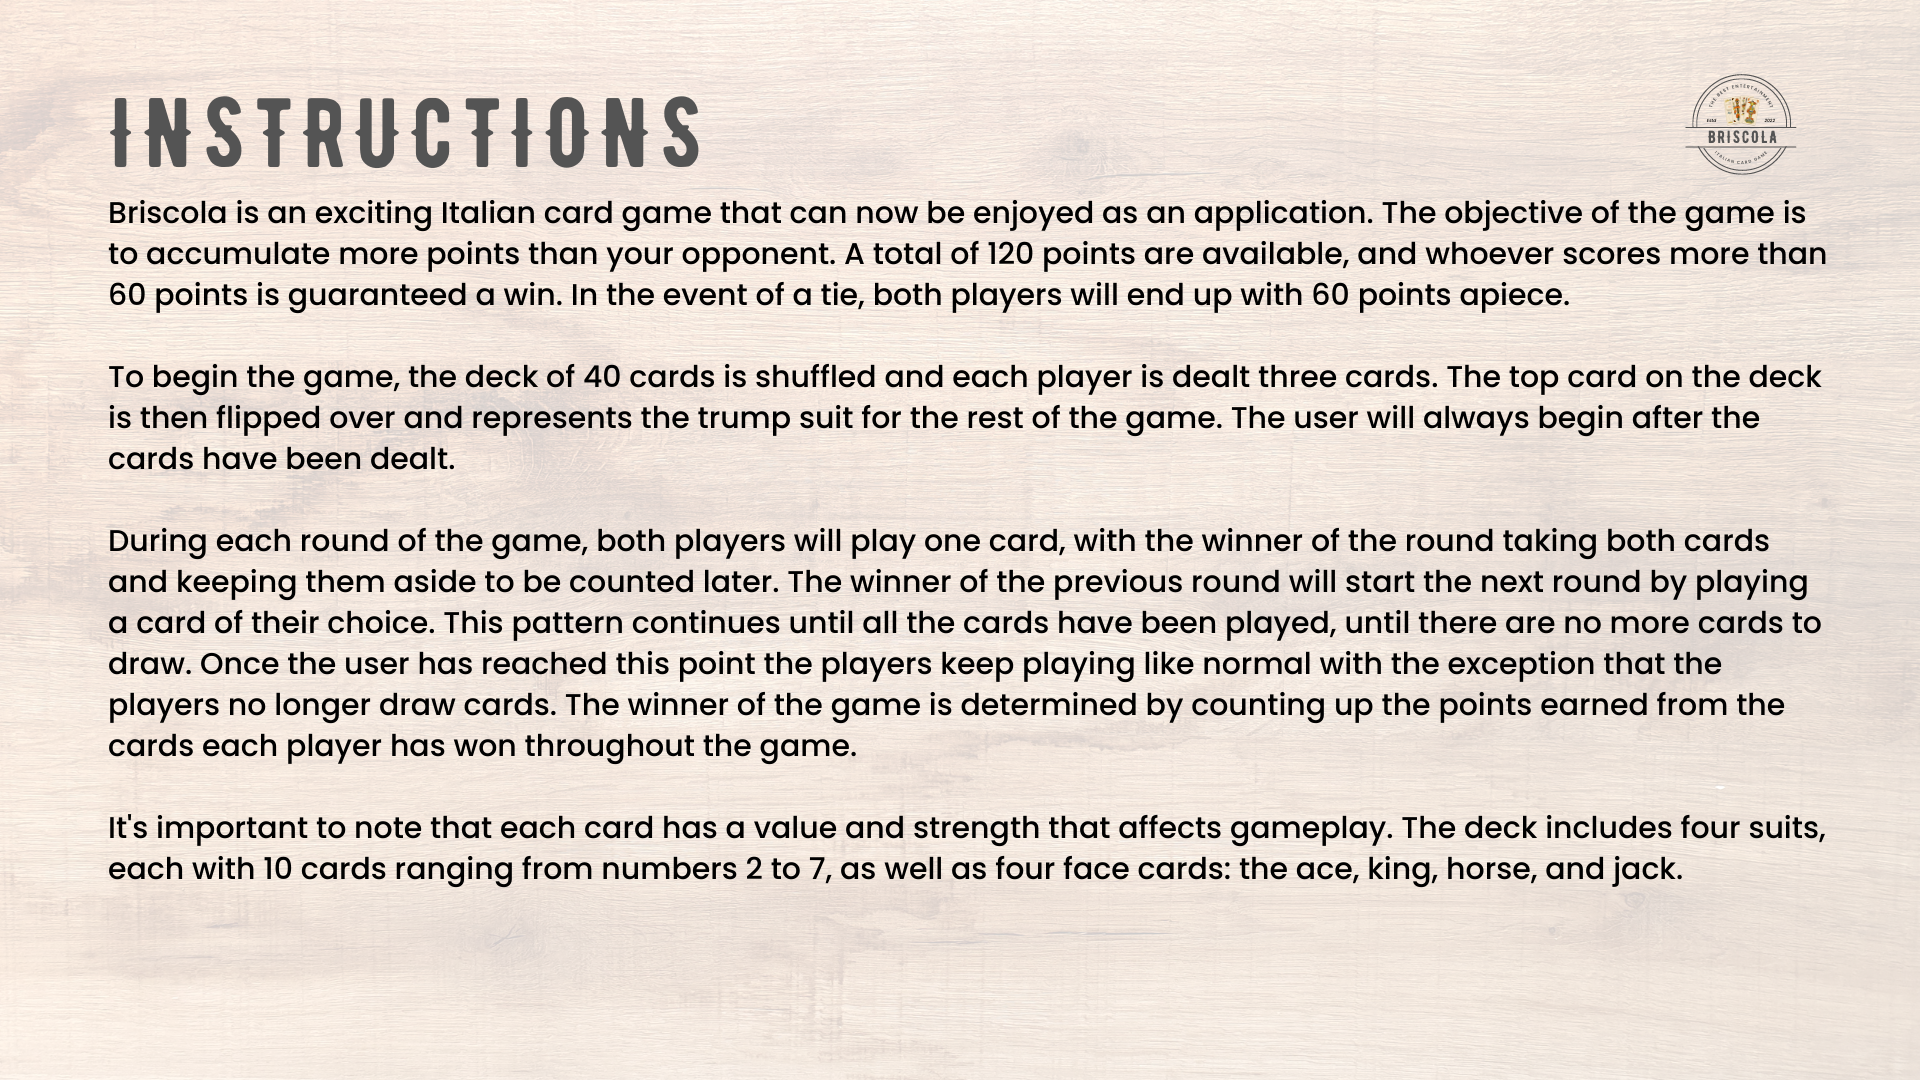 INSTRUCTIONS
THE BEST ENTERTAINMENT
2022
BRISCOLA
ITALIAN CARD GAME
Briscola is an exciting Italian card game that can now be enjoyed as an application. The objective of the game is
to accumulate more points than your opponent. A total of 120 points are available, and whoever scores more than
60 points is guaranteed a win. In the event of a tie, both players will end up with 60 points apiece.
To begin the game, the deck of 40 cards is shuffled and each player is dealt three cards. The top card on the deck
is then flipped over and represents the trump suit for the rest of the game. The user will always begin after the
cards have been dealt.
During each round of the game, both players will play one card, with the winner of the round taking both cards
and keeping them aside to be counted later. The winner of the previous round will start the next round by playing
a card of their choice. This pattern continues until all the cards have been played, until there are no more cards to
draw. Once the user has reached this point the players keep playing like normal with the exception that the
players no longer draw cards. The winner of the game is determined by counting up the points earned from the
cards each player has won throughout the game.
It's important to note that each card has a value and strength that affects gameplay. The deck includes four suits,
each with 10 cards ranging from numbers 2 to 7, as well as four face cards: the ace, king, horse, and jack.